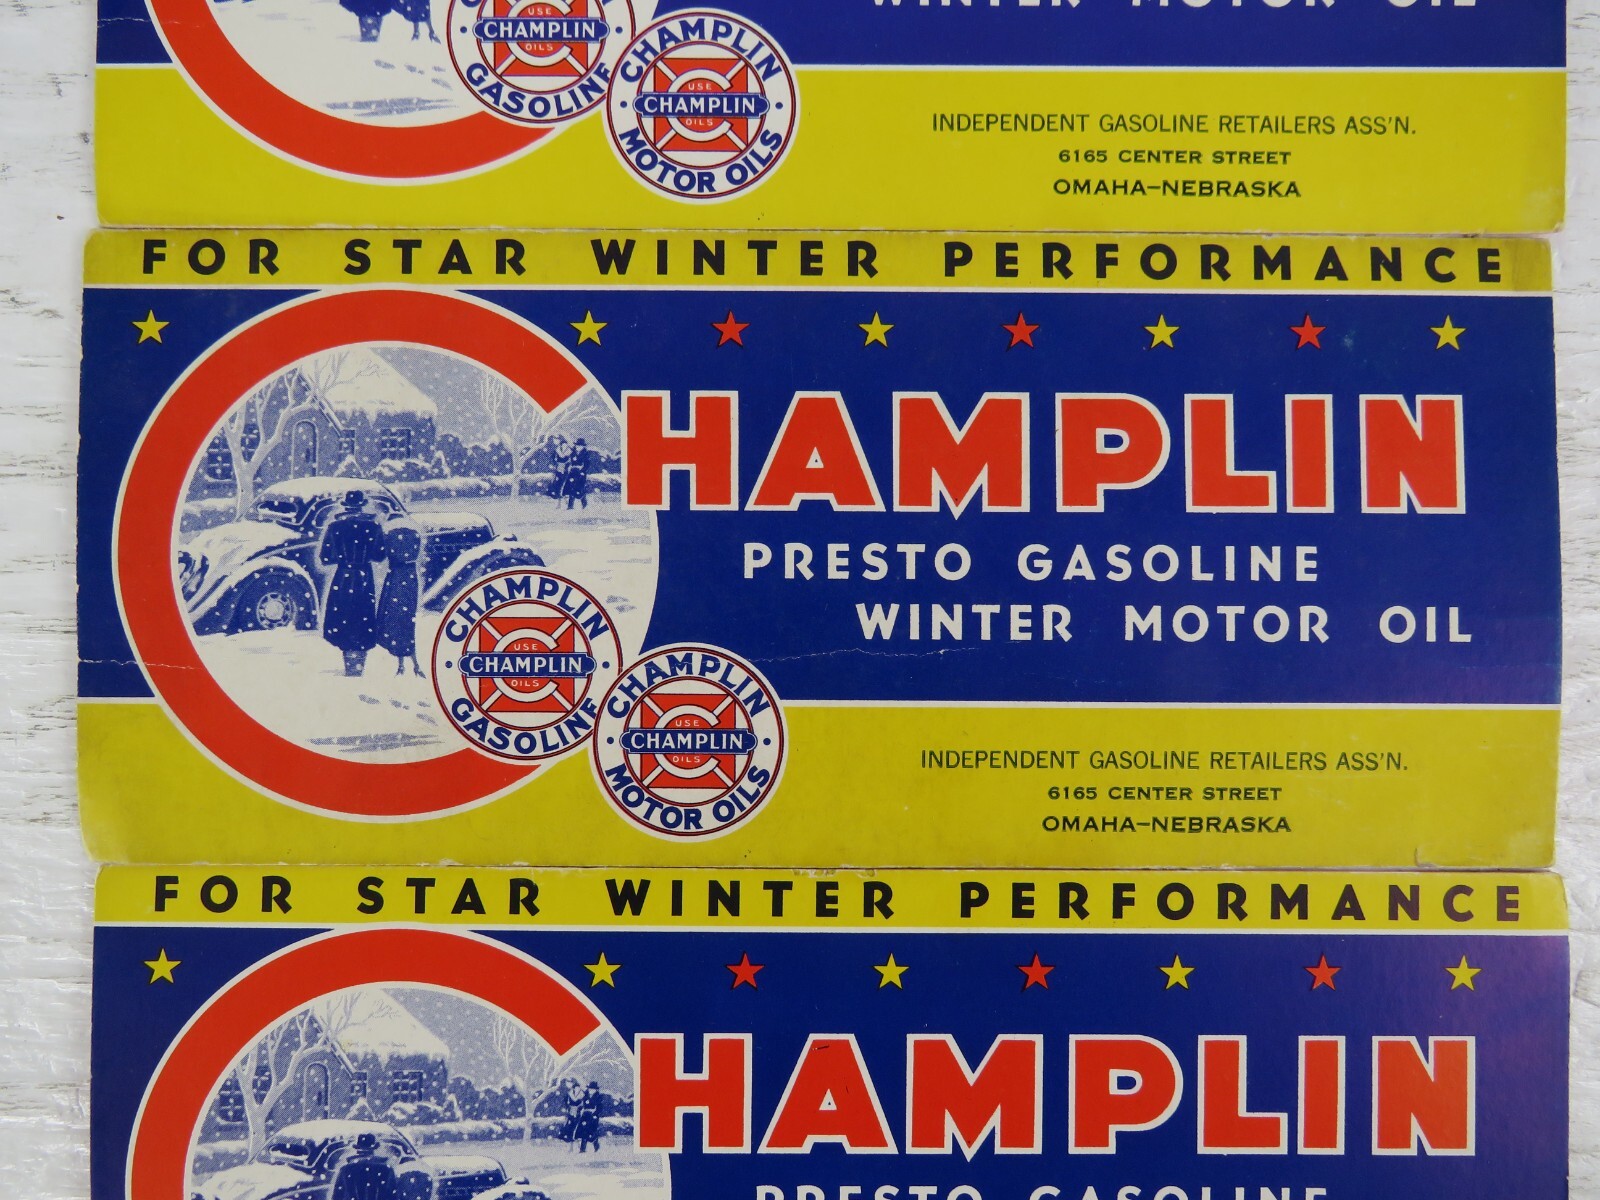 WINTER MOTOR OIL
USE
CHAMPLIN
OILS
GASOLINE
CHAMPLIN
USE
CHAMPLIN
OILS
MOTOR OILS
INDEPENDENT GASOLINE RETAILERS ASS'N.
6165 CENTER STREET
OMAHA–NEBRASKA
FOR STAR WINTER PERFORMANCE
CHAMPLIN
PRESTO GASOLINE
WINTER MOTOR OIL
CHAMPLIN
USE
CHAMPLIN
OILS
GASOLINE
CHAMPLIN
USE
CHAMPLIN
OILS
MOTOR OILS
INDEPENDENT GASOLINE RETAILERS ASS'N.
6165 CENTER STREET
OMAHA–NEBRASKA
FOR STAR WINTER PERFORMANCE
CHAMPLIN
PRESTO GASOLINE